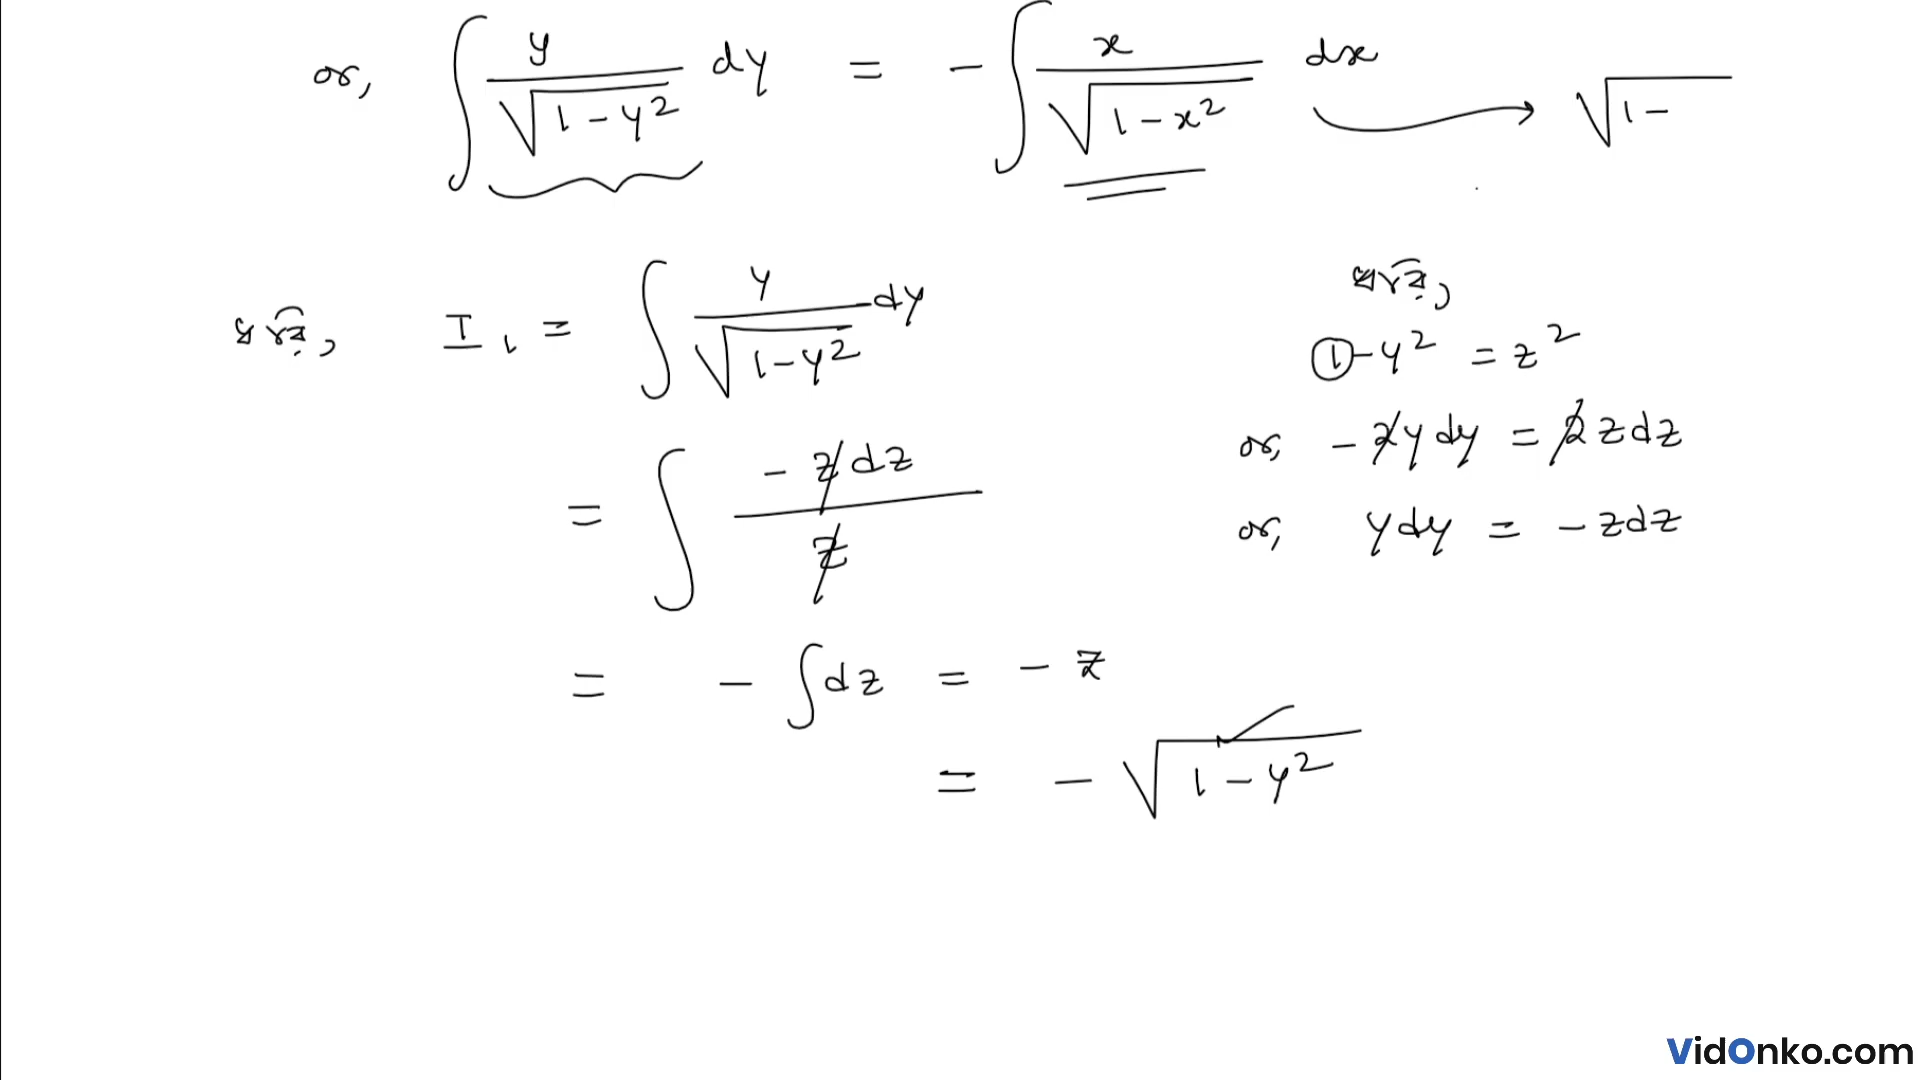 or, ∫ y/√(1-y²) dy = -∫ x/√(1-x²) dx → √(1-
ধরি, I₁ = ∫ y/√(1-y²) dy
= ∫ -z dz / z
= -∫dz = -z
= -√(1-y²)
ধরি,
1-y² = z²
or, -2y dy = 2z dz
or, y dy = -z dz
VidOnko.com